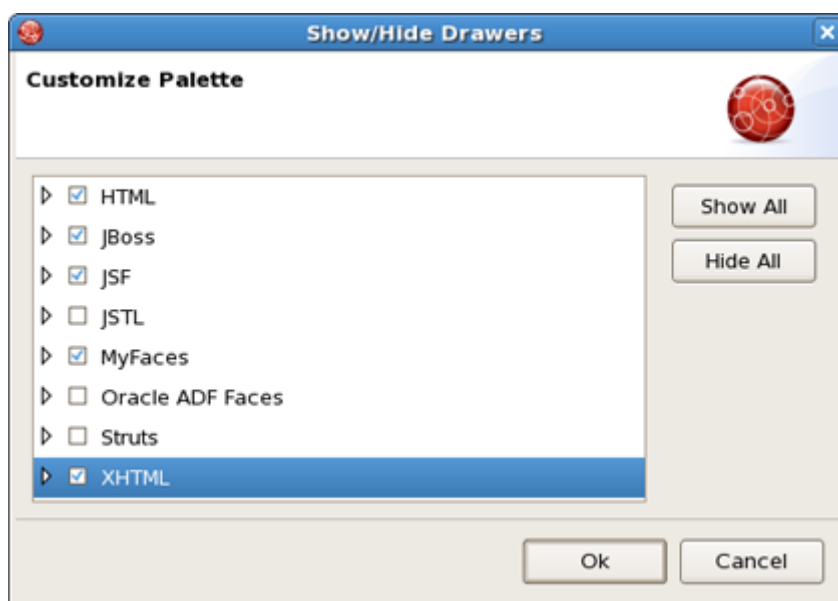 Show/Hide Drawers
Customize Palette
HTML
JBoss
JSF
JSTL
MyFaces
Oracle ADF Faces
Struts
XHTML
Show All
Hide All
Ok
Cancel